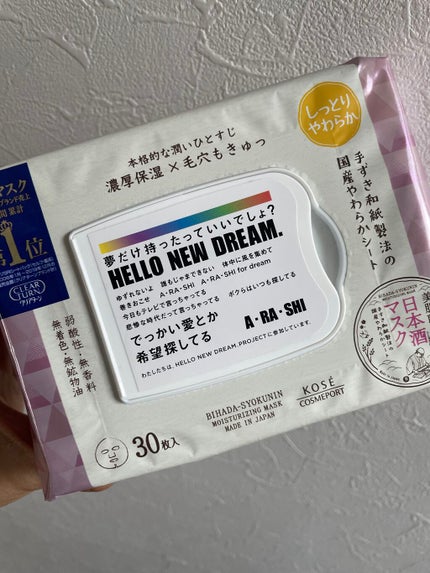 しっとり
やわらか
本格的な潤いひとすじ
濃厚保湿×毛穴もきゅっ
手すき和紙製法の
国産やわらかシート
マスク
1位
CLEAR TURN
クリアターン
弱酸性・無香料
無着色・無鉱物油
夢だけ持ったっていいでしょ?
HELLO NEW DREAM.
ゆずれないよ 誰もじゃまできない 体中に風を集めて
巻きおこせ A・RA・SHI A・RA・SHI for dream
今日もテレビで言っちゃってる
悲惨な時代だって言っちゃってる ボクらはいつも探してる
でっかい愛とか
希望探してる
A・RA・SHI
わたしたちは、HELLO NEW DREAM. PROJECTに参加しています。
BIHADA-SYOKUNIN
日本酒
マスク
30枚入
BIHADA-SYOKUNIN
MOISTURIZING MASK
MADE IN JAPAN
KOSÉ
COSMEPORT